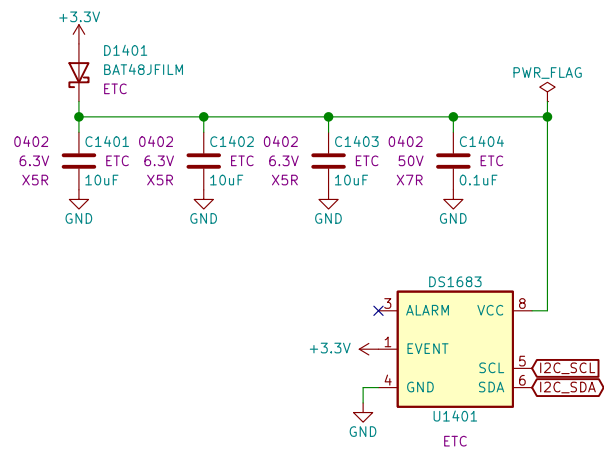 +3.3V
D1401
BAT48JFILM
ETC
PWR_FLAG
0402 C1401 0402 C1402 0402 C1403 0402 C1404
6.3V ETC 6.3V ETC 6.3V ETC 50V ETC
X5R 10uF X5R 10uF X5R 10uF X7R 0.1uF
GND GND GND GND
DS1683
3 ALARM VCC 8
+3.3V 1 EVENT
SCL 5 I2C_SCL
4 GND SDA 6 I2C_SDA
GND
U1401
ETC